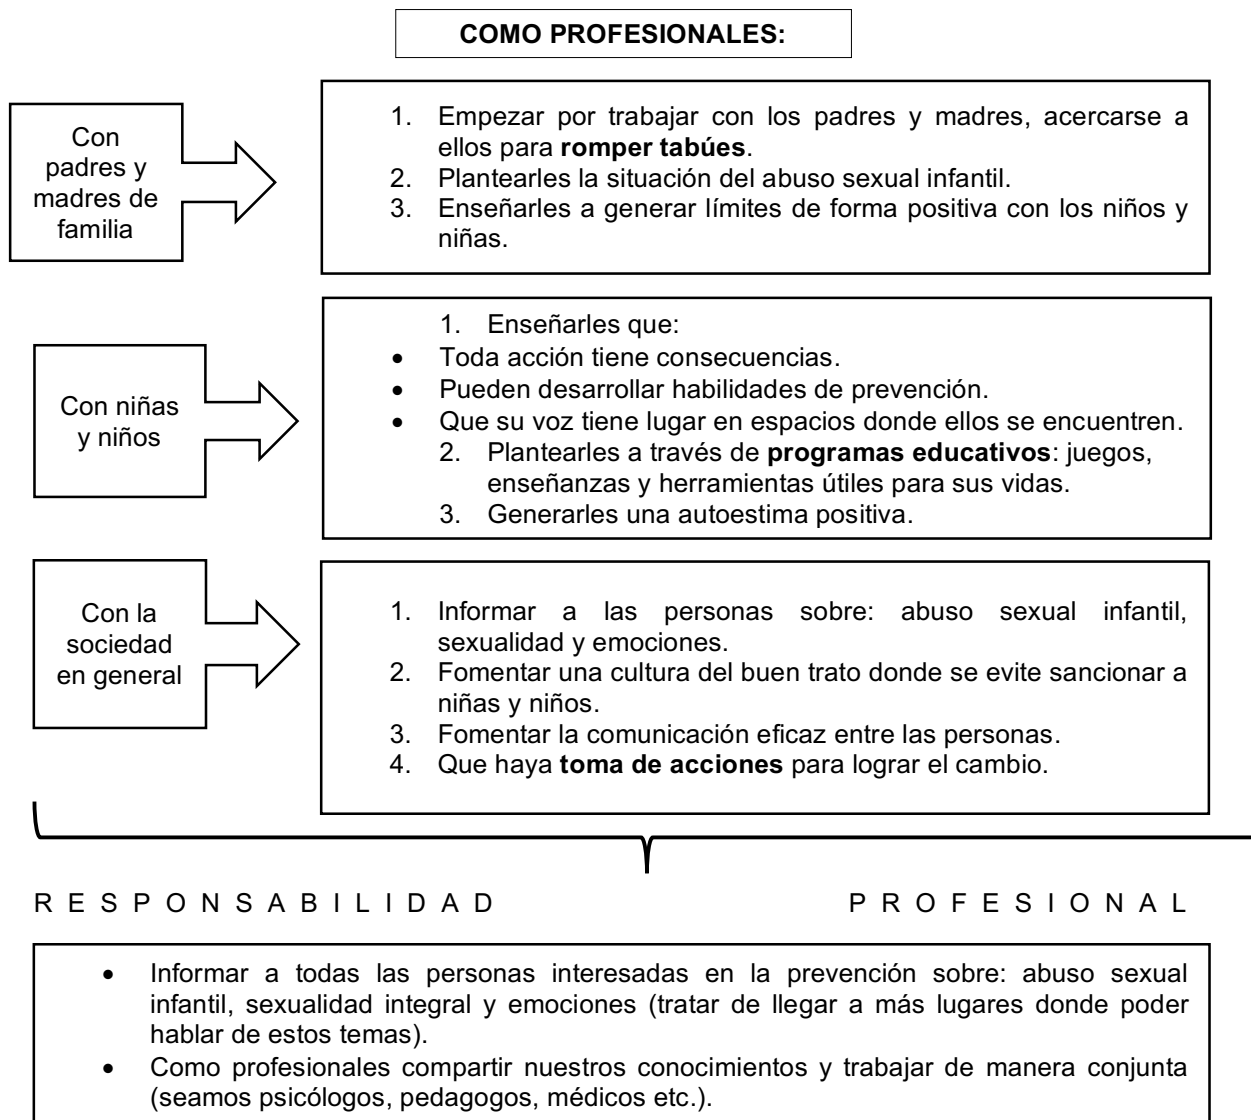 COMO PROFESIONALES:
Con
padres y
madres de
familia
1. Empezar por trabajar con los padres y madres, acercarse a
ellos para romper tabúes.
2. Plantearles la situación del abuso sexual infantil.
3. Enseñarles a generar límites de forma positiva con los niños y
niñas.
Con niñas
y niños
1. Enseñarles que:
• Toda acción tiene consecuencias.
• Pueden desarrollar habilidades de prevención.
• Que su voz tiene lugar en espacios donde ellos se encuentren.
2. Plantearles a través de programas educativos: juegos,
enseñanzas y herramientas útiles para sus vidas.
3. Generarles una autoestima positiva.
Con la
sociedad
en general
1. Informar a las personas sobre: abuso sexual infantil,
sexualidad y emociones.
2. Fomentar una cultura del buen trato donde se evite sancionar a
niñas y niños.
3. Fomentar la comunicación eficaz entre las personas.
4. Que haya toma de acciones para lograr el cambio.
RESPONSABILIDAD PROFESIONAL
• Informar a todas las personas interesadas en la prevención sobre: abuso sexual
infantil, sexualidad integral y emociones (tratar de llegar a más lugares donde poder
hablar de estos temas).
• Como profesionales compartir nuestros conocimientos y trabajar de manera conjunta
(seamos psicólogos, pedagogos, médicos etc.).